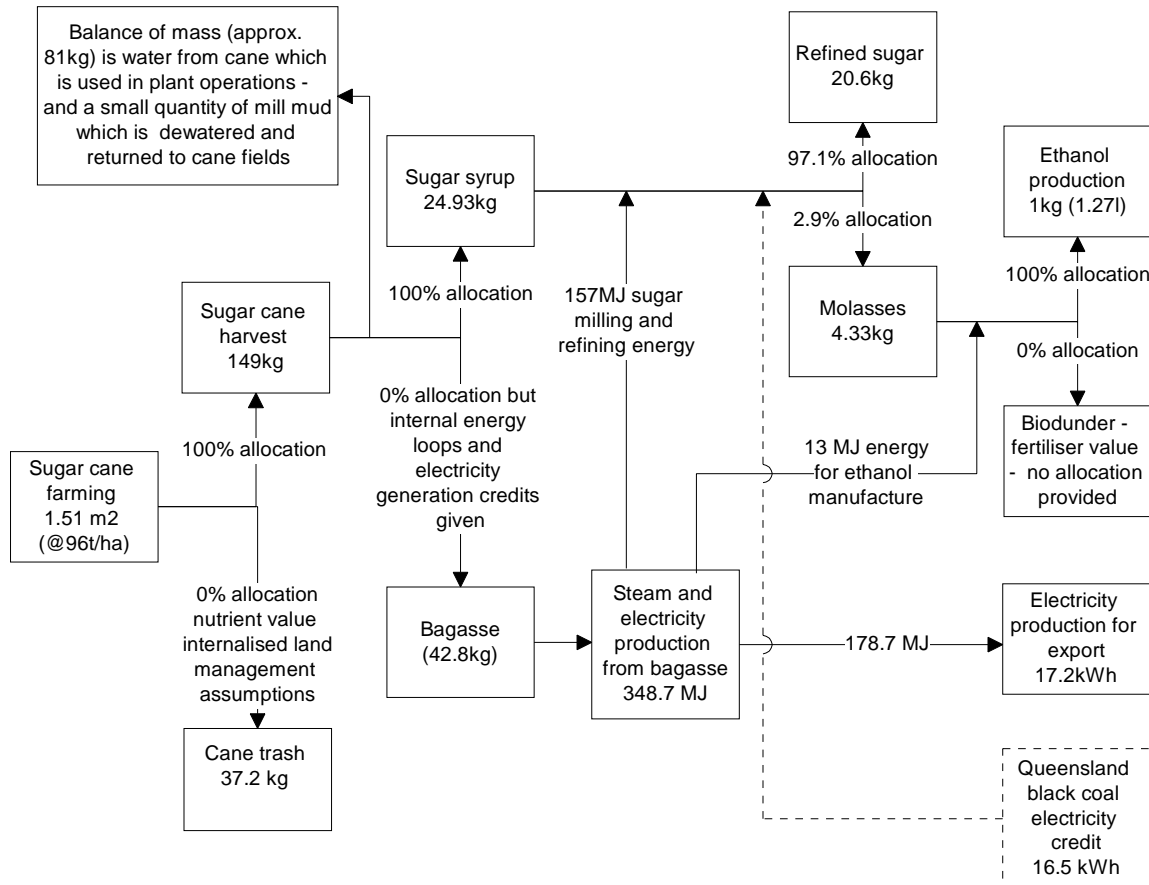 Balance of mass (approx.
81kg) is water from cane which
is used in plant operations -
and a small quantity of mill mud
which is dewatered and
returned to cane fields
Refined sugar
20.6kg
Sugar syrup
24.93kg
97.1% allocation
2.9% allocation
Ethanol
production
1kg (1.27l)
100% allocation
Sugar cane
harvest
149kg
100% allocation
157MJ sugar
milling and
refining energy
Molasses
4.33kg
0% allocation
0% allocation but
internal energy
loops and
electricity
generation credits
given
13 MJ energy
for ethanol
manufacture
Biodunder -
fertiliser value
- no allocation
provided
100% allocation
Sugar cane
farming
1.51 m2
(@96t/ha)
0% allocation
nutrient value
internalised land
management
assumptions
Bagasse
(42.8kg)
Steam and
electricity
production
from bagasse
348.7 MJ
178.7 MJ
Electricity
production for
export
17.2kWh
Cane trash
37.2 kg
Queensland
black coal
electricity
credit
16.5 kWh